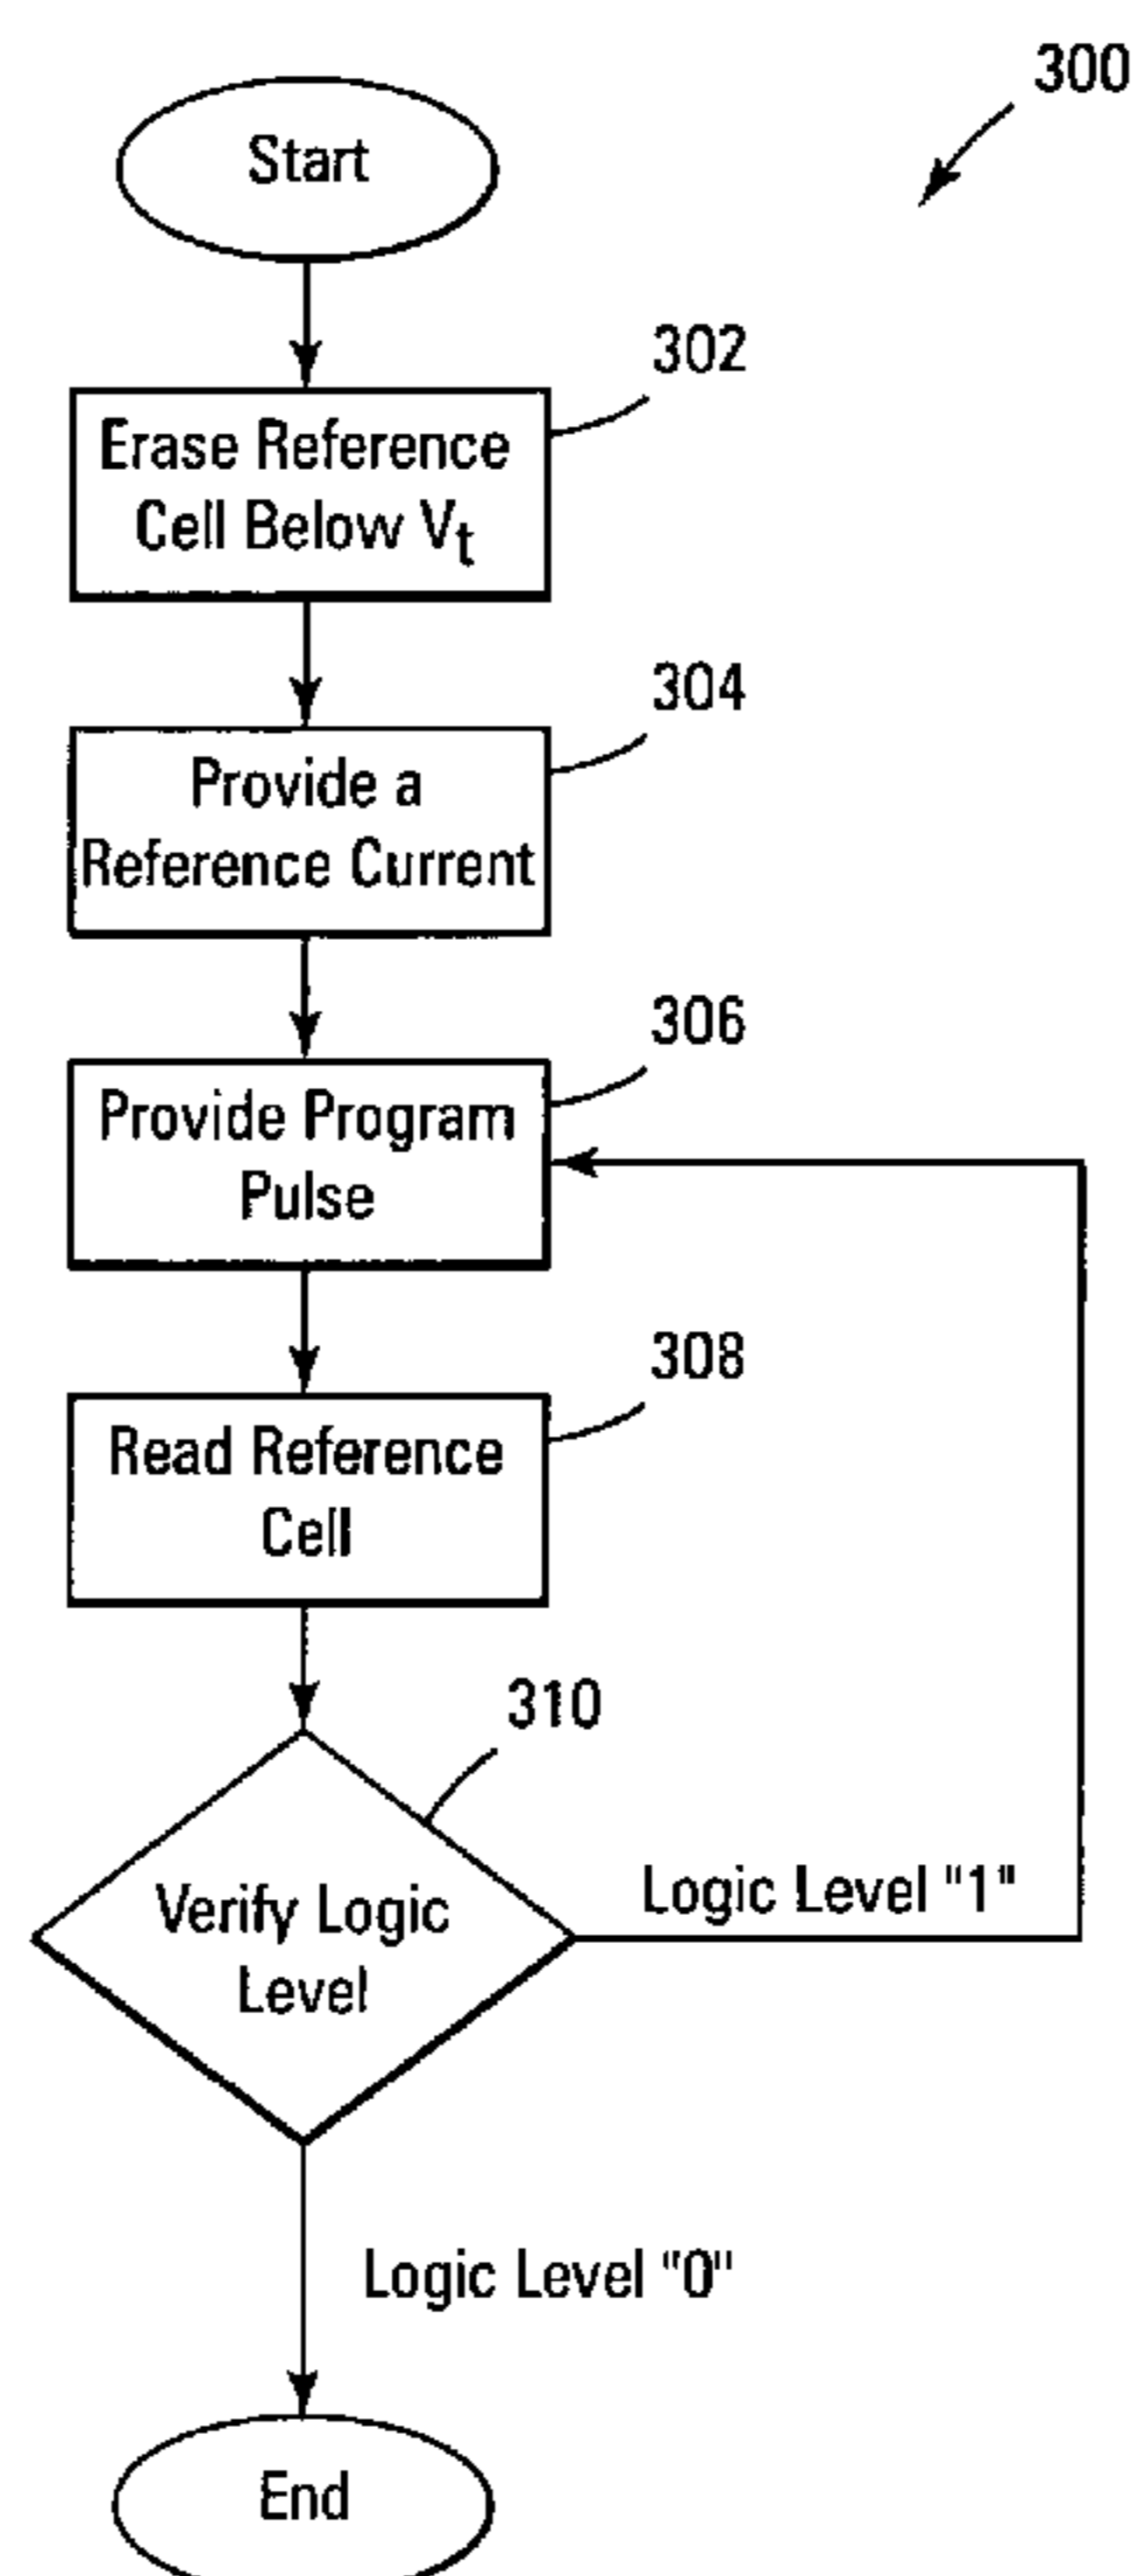 300
Start
302
Erase Reference
Cell Below Vt
304
Provide a
Reference Current
306
Provide Program
Pulse
308
Read Reference
Cell
310
Verify Logic
Level
Logic Level "1"
Logic Level "0"
End